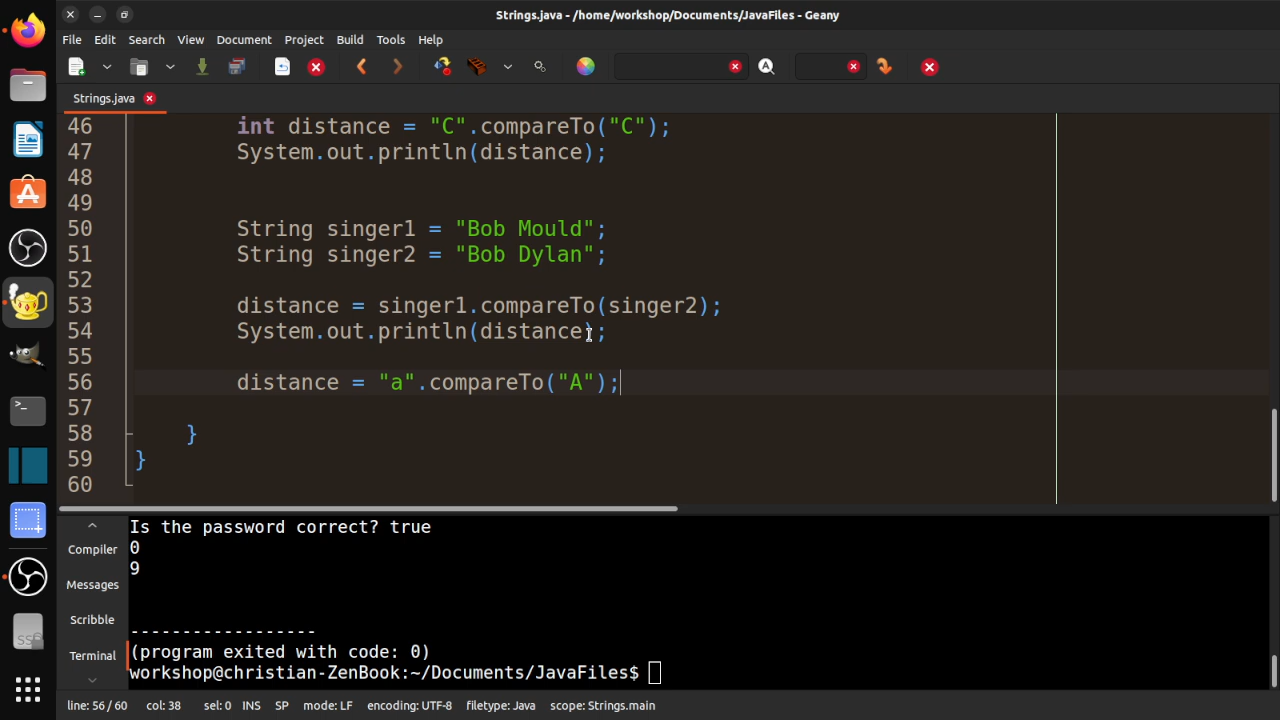 Strings.java - /home/workshop/Documents/JavaFiles - Geany
File Edit Search View Document Project Build Tools Help
Strings.java
46 int distance = "C".compareTo("C");
47 System.out.println(distance);
48
49
50 String singer1 = "Bob Mould";
51 String singer2 = "Bob Dylan";
52
53 distance = singer1.compareTo(singer2);
54 System.out.println(distance);
55
56 distance = "a".compareTo("A");
57
58 }
59 }
60
Compiler
Messages
Scribble
Terminal
Is the password correct? true
0
9
------------------
(program exited with code: 0)
workshop@christian-ZenBook:~/Documents/JavaFiles$
line: 56 / 60 col: 38 sel: 0 INS SP mode: LF encoding: UTF-8 filetype: Java scope: Strings.main